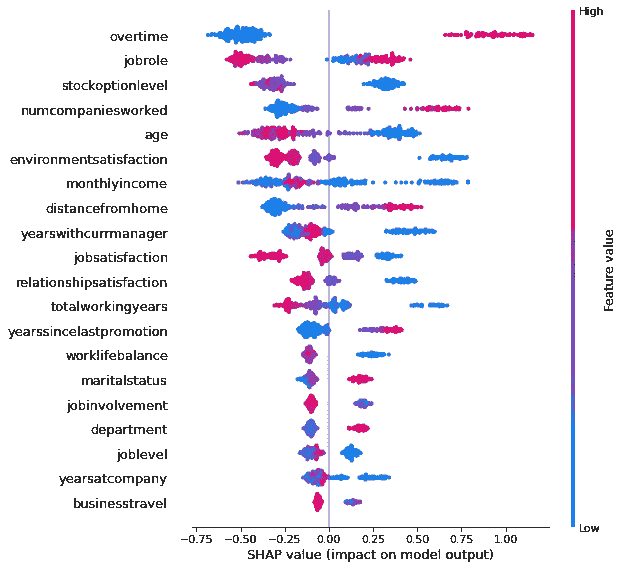 High
overtime
jobrole
stockoptionlevel
numcompaniesworked
age
environmentsatisfaction
monthlyincome
distancefromhome
yearswithcurrmanager
jobsatisfaction
relationshipsatisfaction
totalworkingyears
yearssincelastpromotion
worklifebalance
maritalstatus
jobinvolvement
department
joblevel
yearsatcompany
businesstravel
Feature value
Low
−0.75 −0.50 −0.25 0.00 0.25 0.50 0.75 1.00
SHAP value (impact on model output)